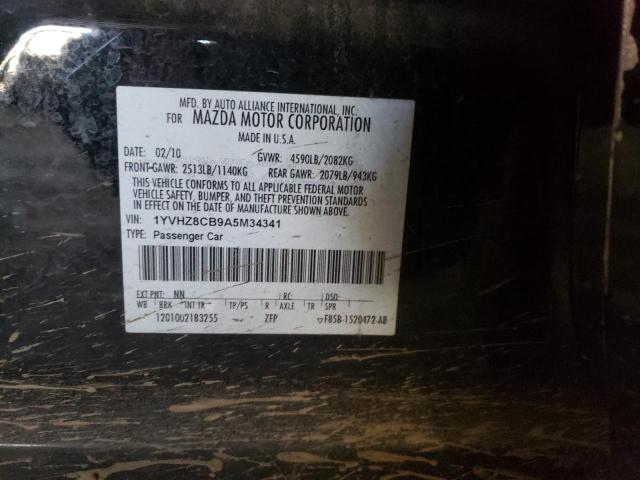 MFD. BY AUTO ALLIANCE INTERNATIONAL, INC.
FOR MAZDA MOTOR CORPORATION
MADE IN U.S.A.
DATE: 02/10 GVWR: 4590LB/2082KG
FRONT-GAWR: 2513LB/1140KG REAR GAWR: 2079LB/943KG
THIS VEHICLE CONFORMS TO ALL APPLICABLE FEDERAL MOTOR
VEHICLE SAFETY, BUMPER, AND THEFT PREVENTION STANDARDS
IN EFFECT ON THE DATE OF MANUFACTURE SHOWN ABOVE.
VIN: 1YVHZ8CB9A5M34341
TYPE: Passenger Car
EXT PNT: NN RC: DSO:
WB BRK INT TR TP/PS R AXLE TR SPR
1201002183255 ZFP ▽F85B-1520472-AB